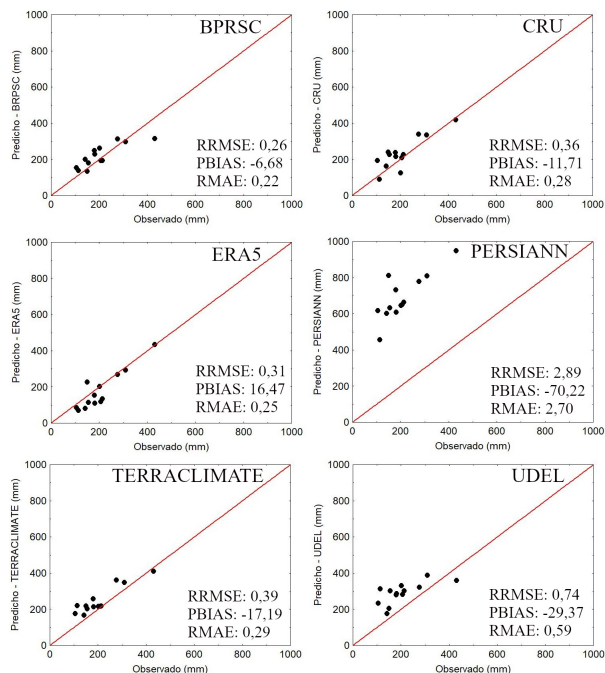 BPRSC
Predicho - BRPSC (mm)
1000
800
600
400
200
0
RRMSE: 0,26
PBIAS: -6,68
RMAE: 0,22
0 200 400 600 800 1000
Observado (mm)
CRU
Predicho - CRU (mm)
1000
800
600
400
200
0
RRMSE: 0,36
PBIAS: -11,71
RMAE: 0,28
0 200 400 600 800 1000
Observado (mm)
ERA5
Predicho - ERA5 (mm)
1000
800
600
400
200
0
RRMSE: 0,31
PBIAS: 16,47
RMAE: 0,25
0 200 400 600 800 1000
Observado (mm)
PERSIANN
Predicho - PERSIANN (mm)
1000
800
600
400
200
0
RRMSE: 2,89
PBIAS: -70,22
RMAE: 2,70
0 200 400 600 800 1000
Observado (mm)
TERRACLIMATE
Predicho - TERRACLIMATE (mm)
1000
800
600
400
200
0
RRMSE: 0,39
PBIAS: -17,19
RMAE: 0,29
0 200 400 600 800 1000
Observado (mm)
UDEL
Predicho - UDEL (mm)
1000
800
600
400
200
0
RRMSE: 0,74
PBIAS: -29,37
RMAE: 0,59
0 200 400 600 800 1000
Observado (mm)